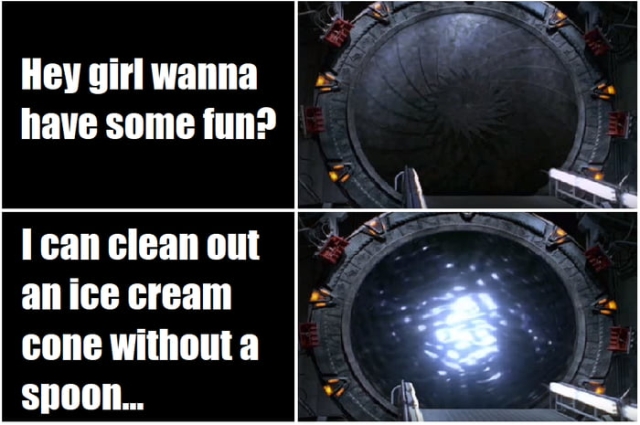 Hey girl wanna
have some fun?
I can clean out
an ice cream
cone without a
spoon...